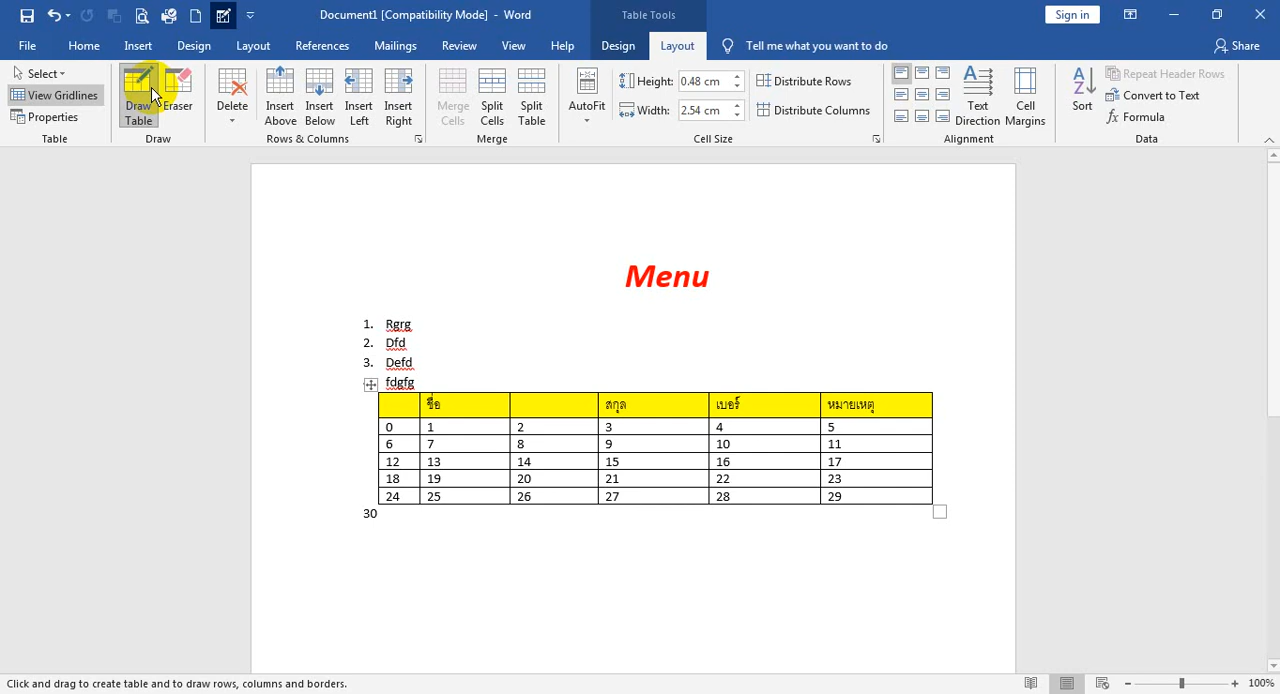 Document1 [Compatibility Mode] - Word
Table Tools
Sign in
File Home Insert Design Layout References Mailings Review View Help Design Layout Tell me what you want to do Share
Select
View Gridlines
Properties
Table
Draw Table
Eraser
Draw
Delete
Insert Above
Insert Below
Insert Left
Insert Right
Rows & Columns
Merge Cells
Split Cells
Split Table
Merge
AutoFit
Height: 0.48 cm
Width: 2.54 cm
Distribute Rows
Distribute Columns
Cell Size
Text Direction
Cell Margins
Alignment
Sort
Repeat Header Rows
Convert to Text
Formula
Data
Menu
1. Rgrg
2. Dfd
3. Defd
fdgfg
ชื่อ สกุล เบอร์ หมายเหตุ
0 1 2 3 4 5
6 7 8 9 10 11
12 13 14 15 16 17
18 19 20 21 22 23
24 25 26 27 28 29
30
Click and drag to create table and to draw rows, columns and borders.
100%